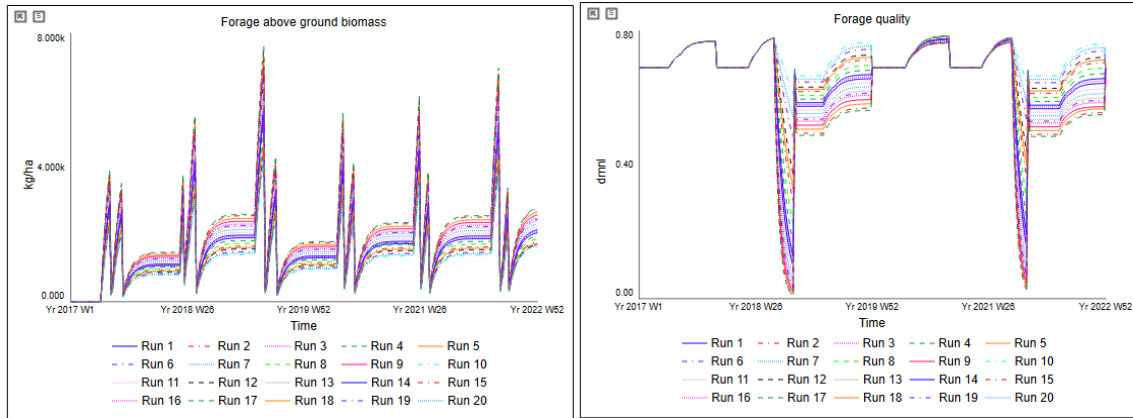 Forage above ground biomass
8.000k
kg/ha
4.000k
0.000
Yr 2017 W1 Yr 2018 W26 Yr 2019 W52 Yr 2021 W26 Yr 2022 W52
Time
Run 1 Run 2 Run 3 Run 4 Run 5
Run 6 Run 7 Run 8 Run 9 Run 10
Run 11 Run 12 Run 13 Run 14 Run 15
Run 16 Run 17 Run 18 Run 19 Run 20
Forage quality
0.80
dmnl
0.40
0.00
Yr 2017 W1 Yr 2018 W26 Yr 2019 W52 Yr 2021 W26 Yr 2022 W52
Time
Run 1 Run 2 Run 3 Run 4 Run 5
Run 6 Run 7 Run 8 Run 9 Run 10
Run 11 Run 12 Run 13 Run 14 Run 15
Run 16 Run 17 Run 18 Run 19 Run 20